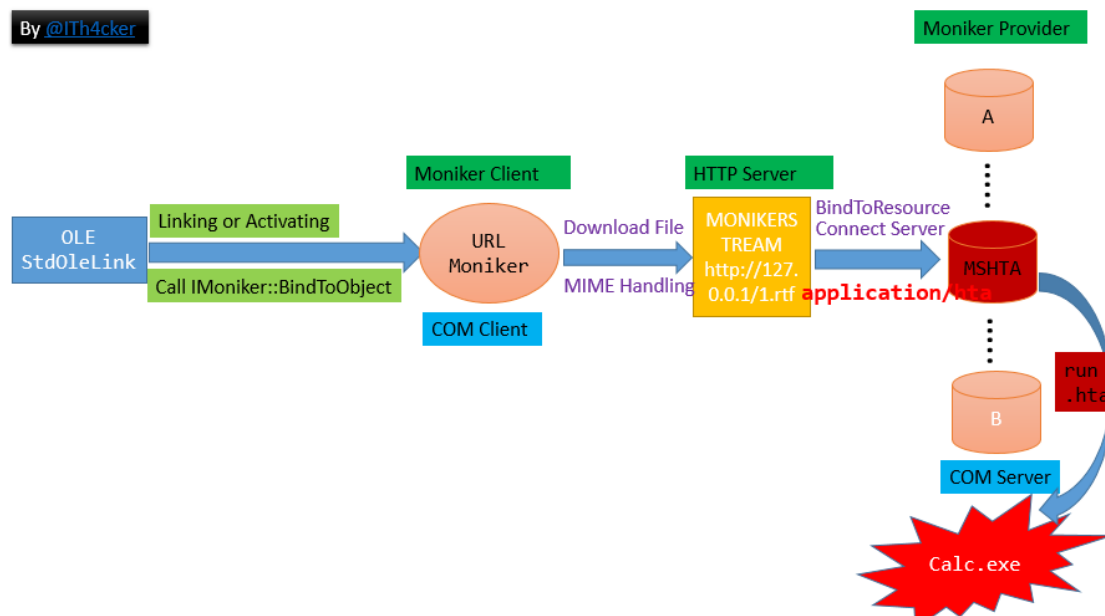 By @ITh4cker
Moniker Provider
A
Moniker Client
HTTP Server
Linking or Activating
OLE
StdOleLink
Call IMoniker::BindToObject
URL
Moniker
Download File
MIME Handling
MONIKERS
TREAM
http://127.
0.0.1/1.rtf
BindToResource
Connect Server
application/hta
MSHTA
COM Client
run
.hta
B
COM Server
Calc.exe